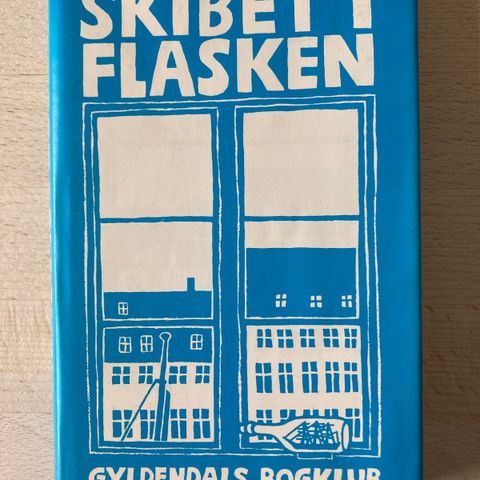 SKIBET I
FLASKEN
GYLDENDALS BOGKLUB